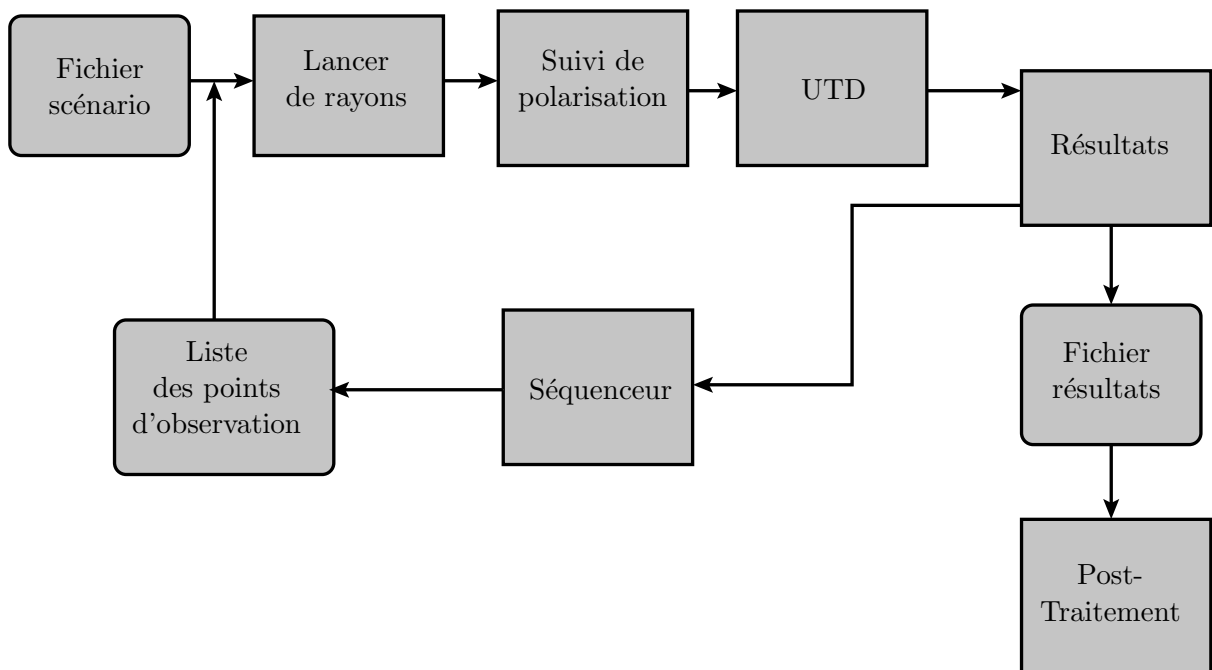 Fichier
scénario
Lancer
de rayons
Suivi de
polarisation
UTD
Résultats
Liste
des points
d'observation
Séquenceur
Fichier
résultats
Post-
Traitement